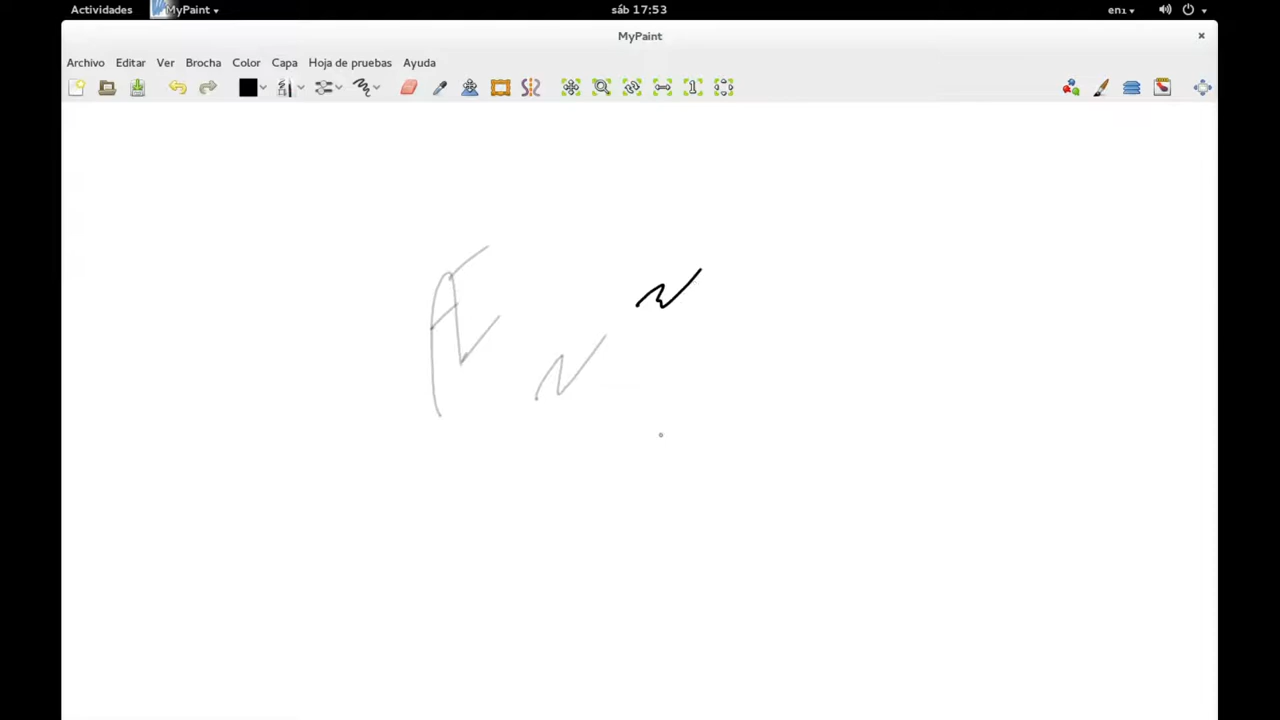 Actividades MyPaint sáb 17:53 en₁
MyPaint
Archivo Editar Ver Brocha Color Capa Hoja de pruebas Ayuda